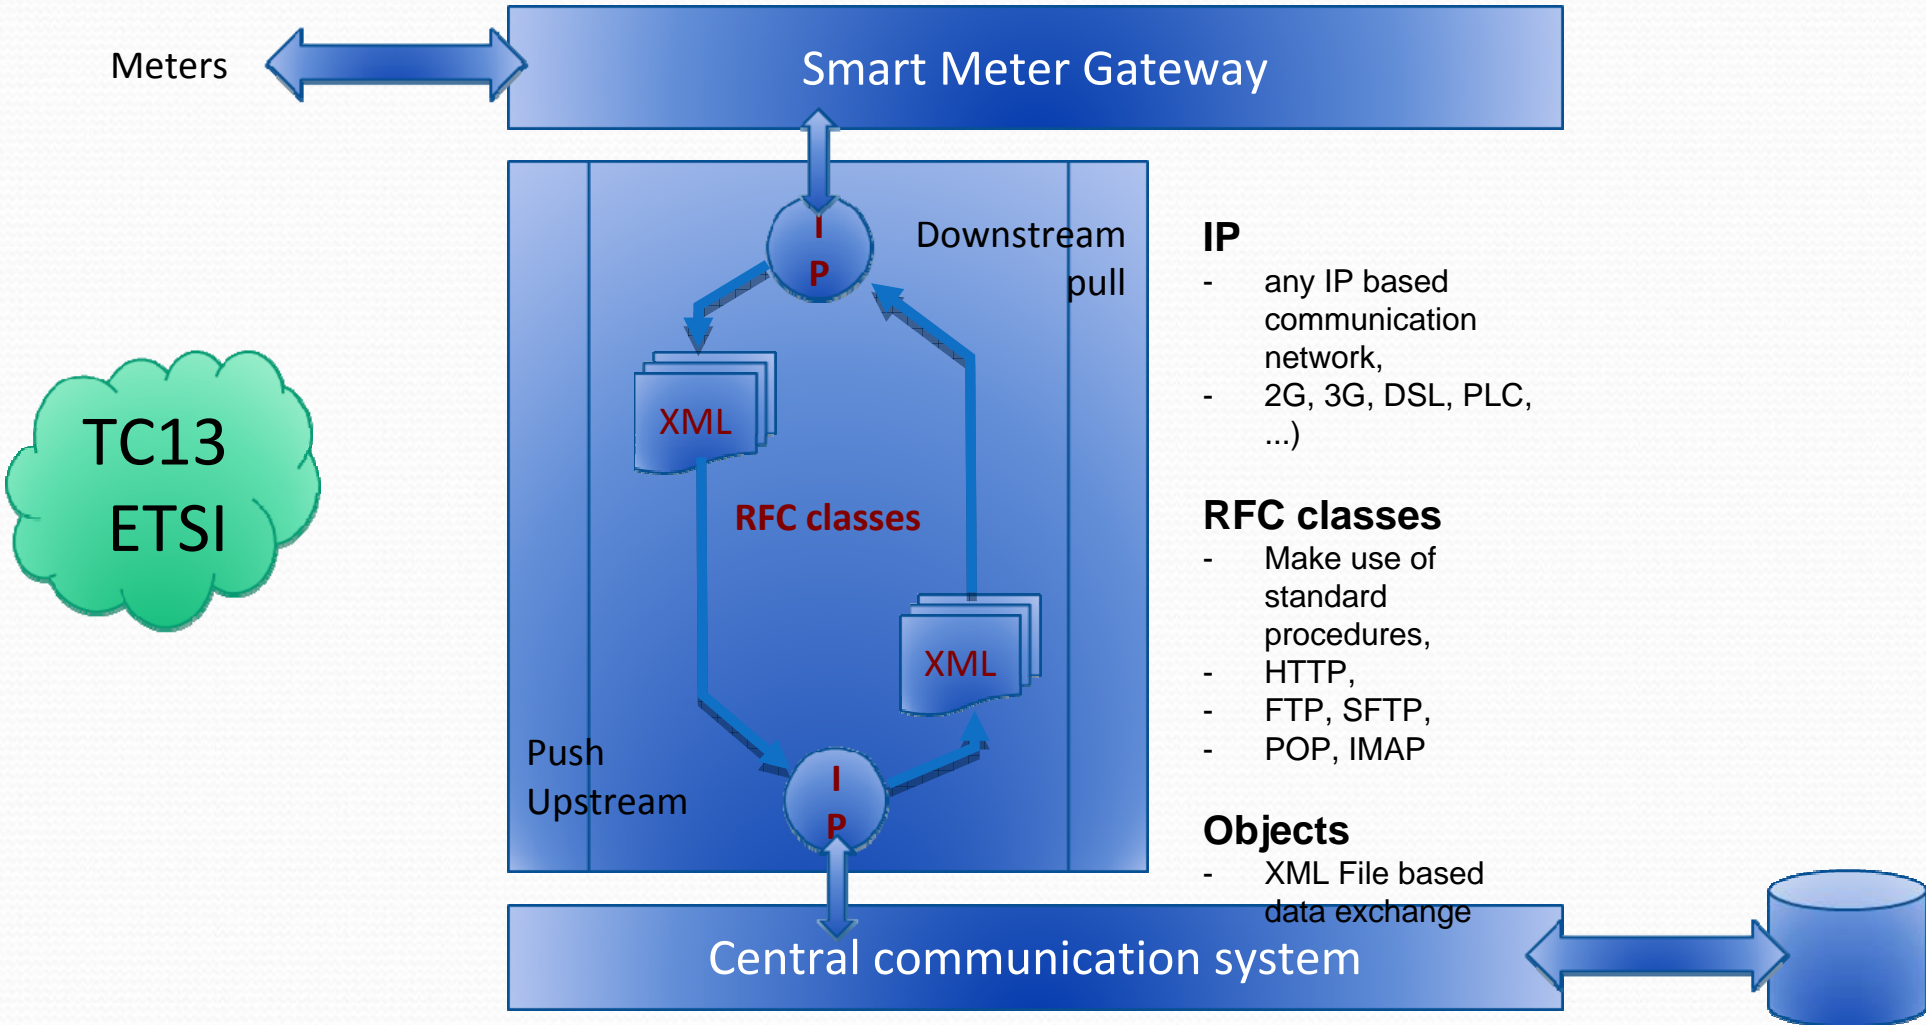 Meters
Smart Meter Gateway
I
P
Downstream
pull
XML
RFC classes
XML
Push
Upstream
I
P
TC13
ETSI
IP
- any IP based
communication
network,
- 2G, 3G, DSL, PLC,
...)
RFC classes
- Make use of
standard
procedures,
- HTTP,
- FTP, SFTP,
- POP, IMAP
Objects
- XML File based
data exchange
Central communication system